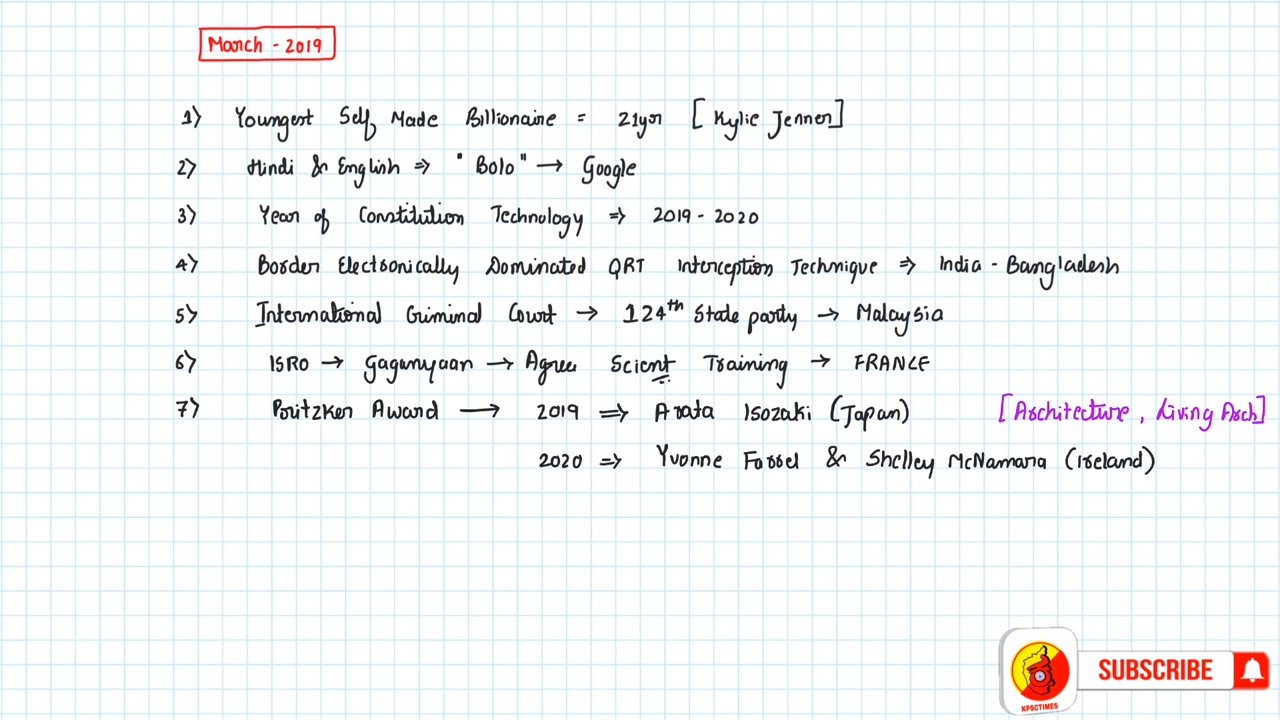 March - 2019
1) Youngest Self Made Billionaire = 21yr [Kylie Jenner]
2) Hindi & English ⇒ "Bolo" → Google
3) Year of Constitution Technology ⇒ 2019 - 2020
4) Border Electronically Dominated QRT Interception Technique ⇒ India - Bangladesh
5) International Criminal Court → 124th State party → Malaysia
6) ISRO → Gaganyaan → Agree Scient Training → FRANCE
7) Poritzker Award → 2019 ⇒ Arata Isozaki (Japan) [Architecture, Living Arch]
2020 ⇒ Yvonne Farrel & Shelley McNamara (Ireland)
KPSCTIMES
SUBSCRIBE